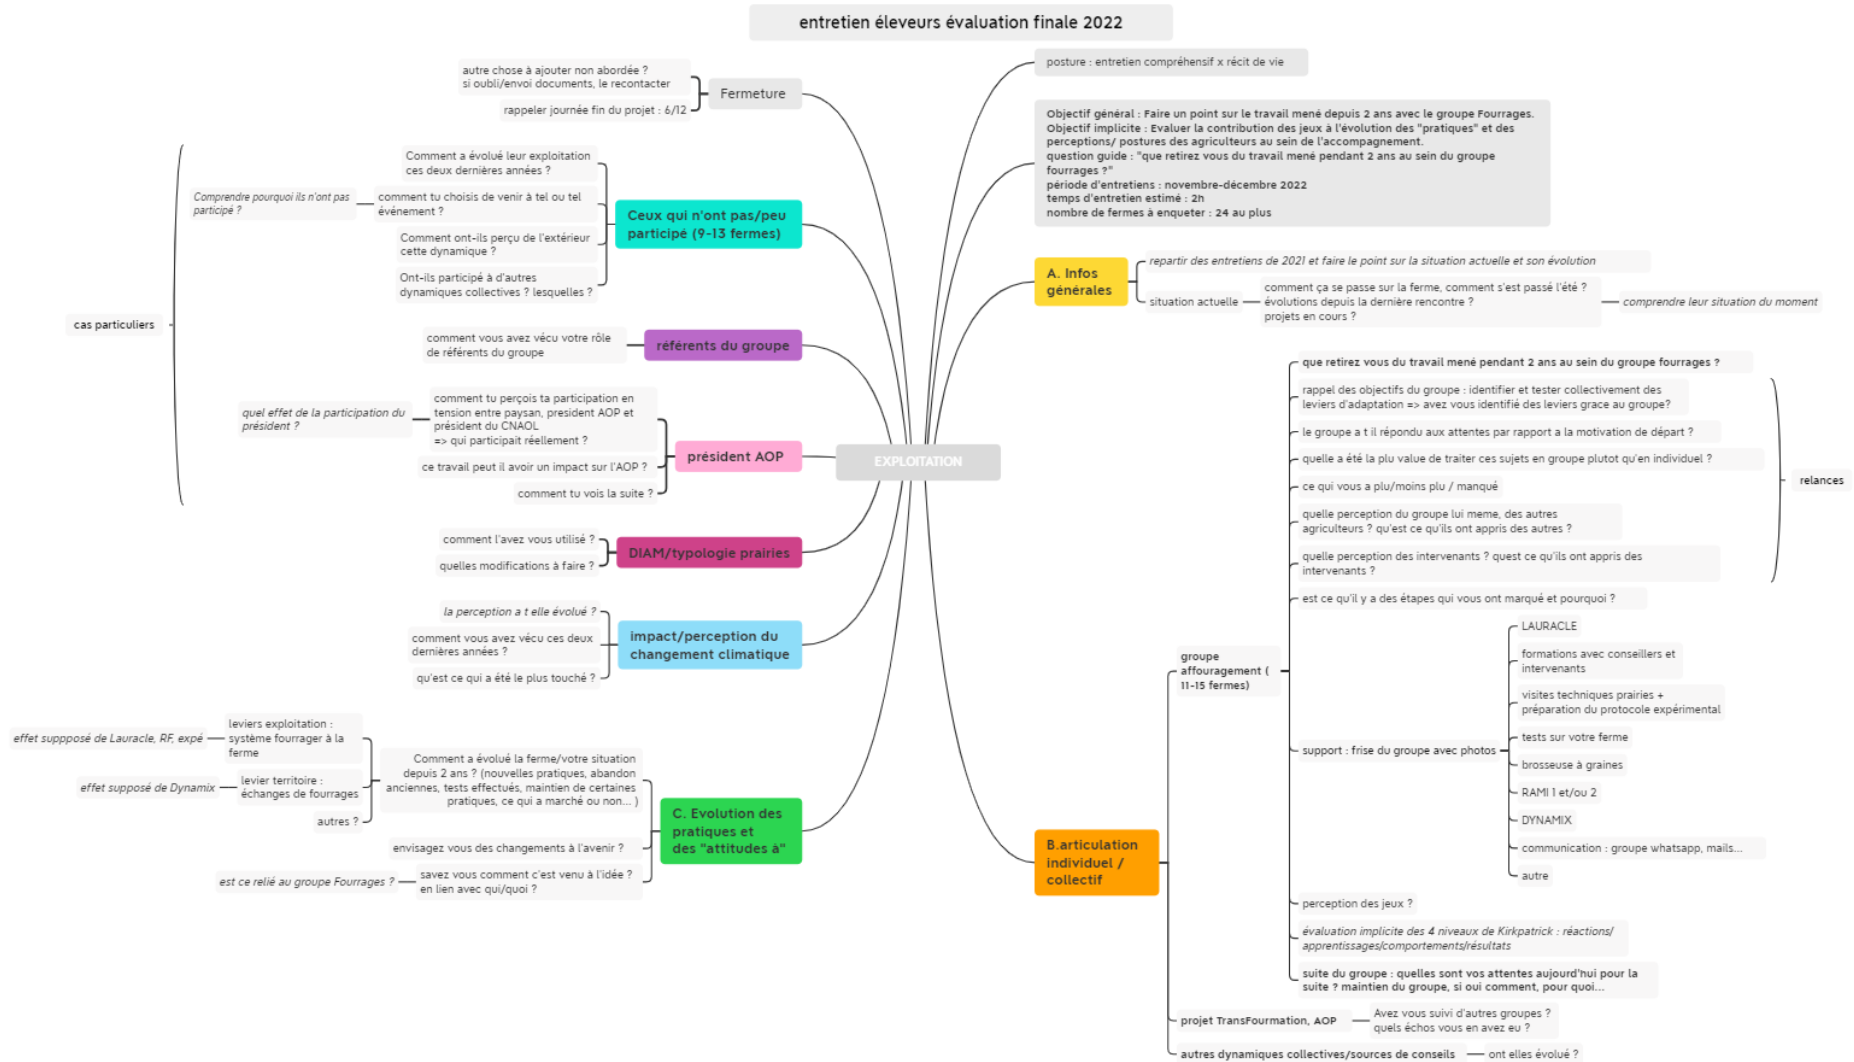 entretien éleveurs évaluation finale 2022
posture : entretien compréhensif x récit de vie
Objectif général : Faire un point sur le travail mené depuis 2 ans avec le groupe Fourrages.
Objectif implicite : Evaluer la contribution des jeux à l'évolution des "pratiques" et des
perceptions/ postures des agriculteurs au sein de l'accompagnement.
question guide : "que retirez vous du travail mené pendant 2 ans au sein du groupe
fourrages ?"
période d'entretiens : novembre-décembre 2022
temps d'entretien estimé : 2h
nombre de fermes à enqueter : 24 au plus
A. Infos
générales
repartir des entretiens de 2021 et faire le point sur la situation actuelle et son évolution
situation actuelle
comment ça se passe sur la ferme, comment s'est passé l'été ?
évolutions depuis la dernière rencontre ?
projets en cours ?
comprendre leur situation du moment
EXPLOITATION
B.articulation
individuel /
collectif
groupe
affouragement (
11-15 fermes)
que retirez vous du travail mené pendant 2 ans au sein du groupe fourrages ?
rappel des objectifs du groupe : identifier et tester collectivement des
leviers d'adaptation => avez vous identifié des leviers grace au groupe?
le groupe a t il répondu aux attentes par rapport a la motivation de départ ?
quelle a été la plu value de traiter ces sujets en groupe plutot qu'en individuel ?
ce qui vous a plu/moins plu / manqué
quelle perception du groupe lui meme, des autres
agriculteurs ? qu'est ce qu'ils ont appris des autres ?
quelle perception des intervenants ? quest ce qu'ils ont appris des
intervenants ?
relances
est ce qu'il y a des étapes qui vous ont marqué et pourquoi ?
support : frise du groupe avec photos
LAURACLE
formations avec conseillers et
intervenants
visites techniques prairies +
préparation du protocole expérimental
tests sur votre ferme
brosseuse à graines
RAMI 1 et/ou 2
DYNAMIX
communication : groupe whatsapp, mails...
autre
perception des jeux ?
évaluation implicite des 4 niveaux de Kirkpatrick : réactions/
apprentissages/comportements/résultats
suite du groupe : quelles sont vos attentes aujourd'hui pour la
suite ? maintien du groupe, si oui comment, pour quoi...
projet TransFourmation, AOP
Avez vous suivi d'autres groupes ?
quels échos vous en avez eu ?
autres dynamiques collectives/sources de conseils
ont elles évolué ?
Fermeture
autre chose à ajouter non abordée ?
si oubli/envoi documents, le recontacter
rappeler journée fin du projet : 6/12
cas particuliers
Ceux qui n'ont pas/peu
participé (9-13 fermes)
Comment a évolué leur exploitation
ces deux dernières années ?
comment tu choisis de venir à tel ou tel
événement ?
Comprendre pourquoi ils n'ont pas
participé ?
Comment ont-ils perçu de l'extérieur
cette dynamique ?
Ont-ils participé à d'autres
dynamiques collectives ? lesquelles ?
référents du groupe
comment vous avez vécu votre rôle
de référents du groupe
président AOP
comment tu perçois ta participation en
tension entre paysan, president AOP et
président du CNAOL
=> qui participait réellement ?
quel effet de la participation du
président ?
ce travail peut il avoir un impact sur l'AOP ?
comment tu vois la suite ?
DIAM/typologie prairies
comment l'avez vous utilisé ?
quelles modifications à faire ?
impact/perception du
changement climatique
la perception a t elle évolué ?
comment vous avez vécu ces deux
dernières années ?
qu'est ce qui a été le plus touché ?
C. Evolution des
pratiques et
des "attitudes à"
Comment a évolué la ferme/votre situation
depuis 2 ans ? (nouvelles pratiques, abandon
anciennes, tests effectués, maintien de certaines
pratiques, ce qui a marché ou non... )
leviers exploitation :
système fourrager à la
ferme
effet suppposé de Lauracle, RF, expé
levier territoire :
échanges de fourrages
effet supposé de Dynamix
autres ?
envisagez vous des changements à l'avenir ?
savez vous comment c'est venu à l'idée ?
en lien avec qui/quoi ?
est ce relié au groupe Fourrages ?